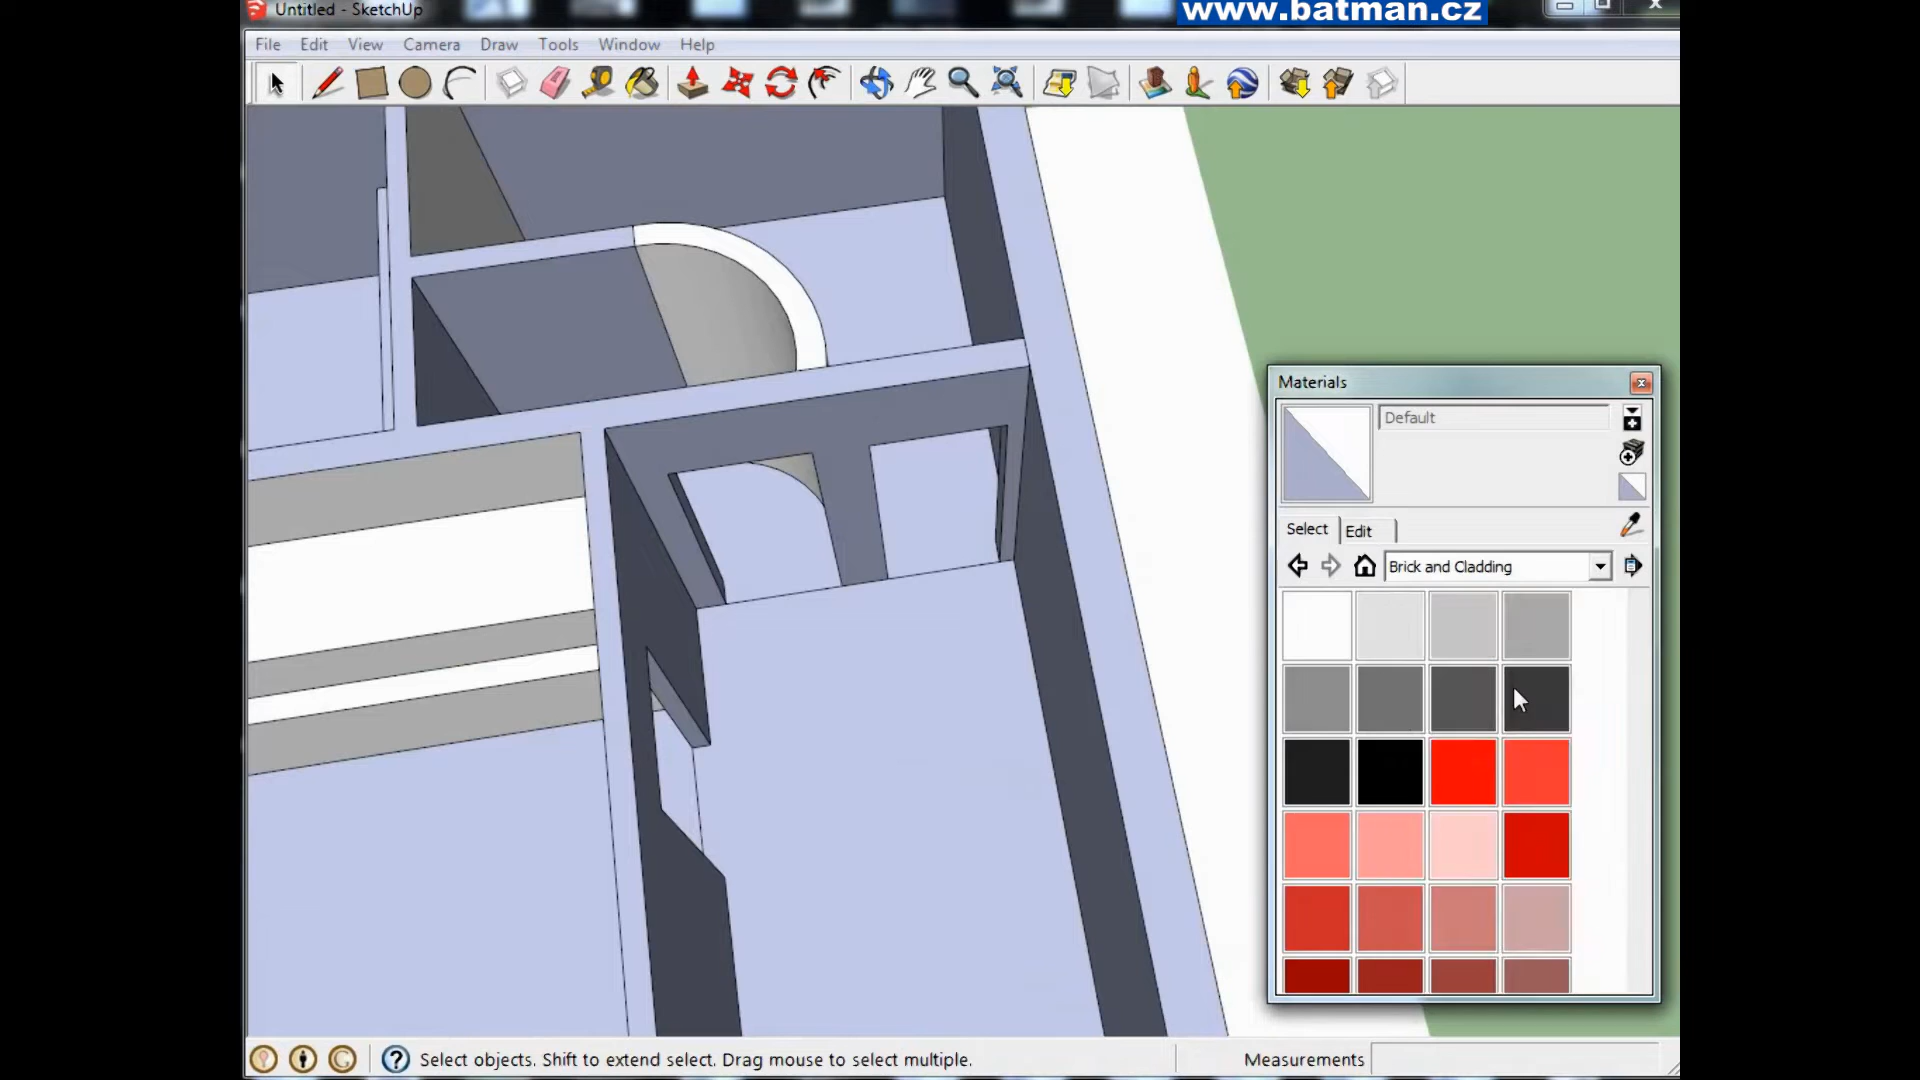 Untitled - SketchUp
www.batman.cz
File Edit View Camera Draw Tools Window Help
Materials
Default
Select Edit
Brick and Cladding
Select objects. Shift to extend select. Drag mouse to select multiple.
Measurements